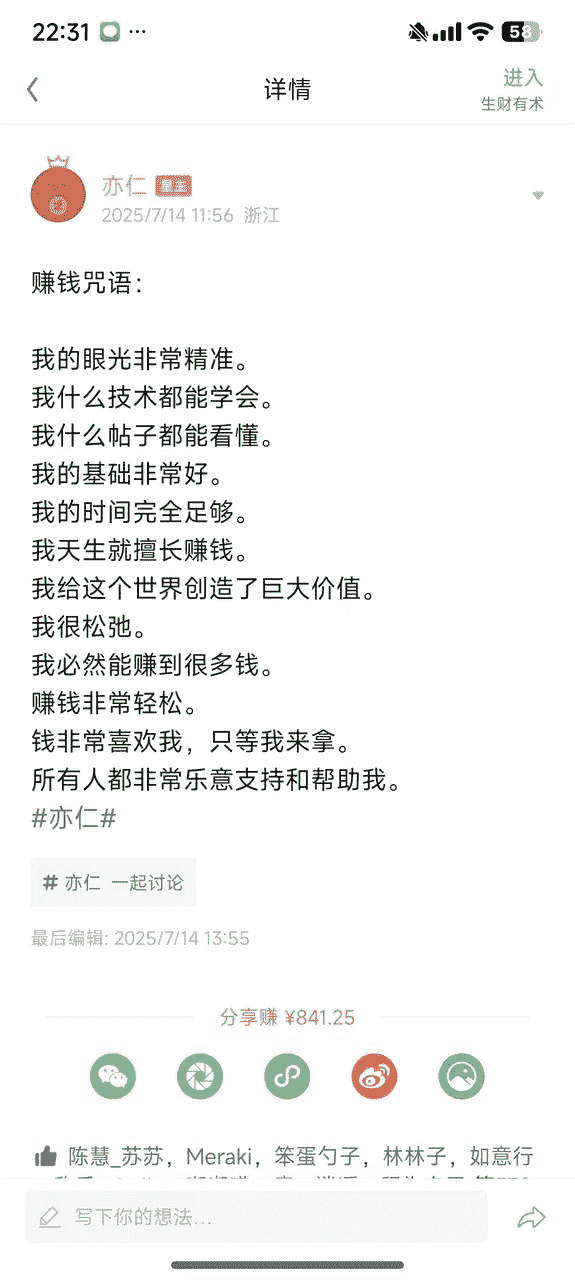 22:31 ···
58
详情
进入
生财有术
亦仁 星主
2025/7/14 11:56 浙江
赚钱咒语：
我的眼光非常精准。
我什么技术都能学会。
我什么帖子都能看懂。
我的基础非常好。
我的时间完全足够。
我天生就擅长赚钱。
我给这个世界创造了巨大价值。
我很松弛。
我必然能赚到很多钱。
赚钱非常轻松。
钱非常喜欢我，只等我来拿。
所有人都非常乐意支持和帮助我。
#亦仁#
# 亦仁 一起讨论
最后编辑: 2025/7/14 13:55
分享赚 ¥841.25
陈慧_苏苏，Meraki，笨蛋勺子，林林子，如意行
写下你的想法...